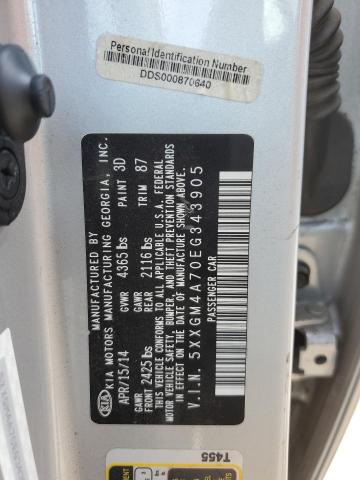 Personal Identification Number
DDS000870640
MANUFACTURED BY
KIA KIA MOTORS MANUFACTURING GEORGIA, INC.
APR/15/14 GVWR 4365 lbs PAINT 3D
GAWR FRONT 2425 lbs GAWR REAR 2116 lbs TRIM 87
THIS VEHICLE CONFORMS TO ALL APPLICABLE U.S.A. FEDERAL
MOTOR VEHICLE SAFETY, BUMPER, AND THEFT PREVENTION
STANDARDS IN EFFECT ON THE DATE OF MANUFACTURE SHOWN ABOVE.
V.I.N. 5XXGM4A70EG343905
PASSENGER CAR
T455